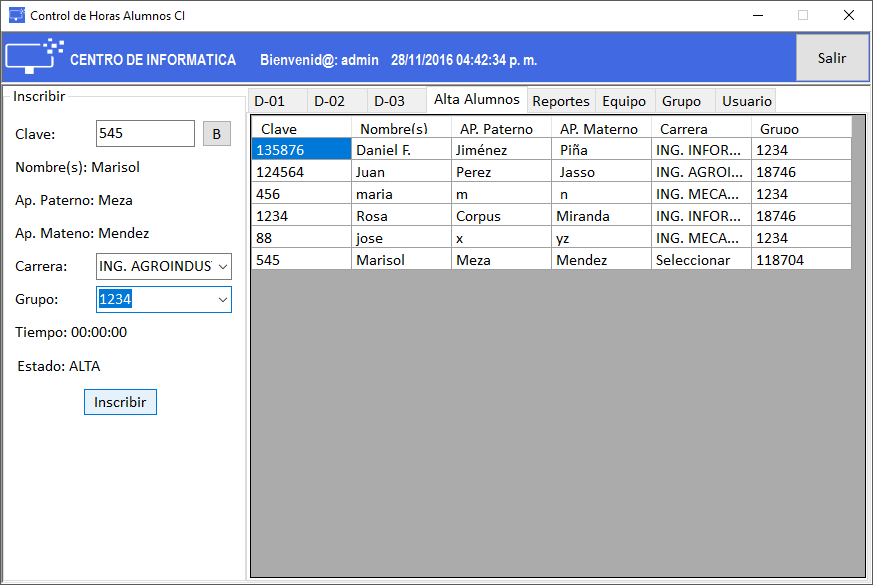 Control de Horas Alumnos CI
CENTRO DE INFORMATICA Bienvenid@: admin 28/11/2016 04:42:34 p. m. Salir
Inscribir
Clave: 545 B
Nombre(s): Marisol
Ap. Paterno: Meza
Ap. Mateno: Mendez
Carrera: ING. AGROINDUS
Grupo: 1234
Tiempo: 00:00:00
Estado: ALTA
Inscribir
D-01 D-02 D-03 Alta Alumnos Reportes Equipo Grupo Usuario
Clave Nombre(s) AP. Paterno AP. Materno Carrera Grupo
135876 Daniel F. Jiménez Piña ING. INFOR... 1234
124564 Juan Perez Jasso ING. AGROI... 18746
456 maria m n ING. MECA... 1234
1234 Rosa Corpus Miranda ING. INFOR... 18746
88 jose x yz ING. MECA... 1234
545 Marisol Meza Mendez Seleccionar 118704